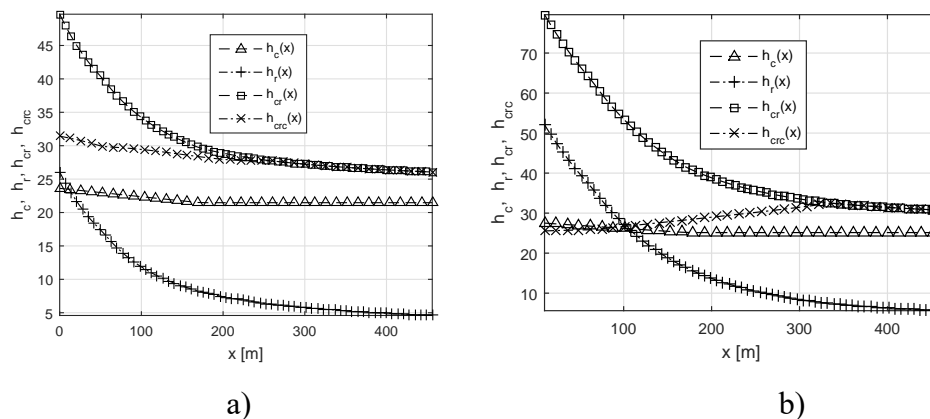 45
40
35
30
25
20
15
10
5
0
100
200
300
400
x [m]
h_c, h_r, h_cr, h_crc
h_c(x)
h_r(x)
h_cr(x)
h_crc(x)
a)
70
60
50
40
30
20
10
100
200
300
400
x [m]
h_c, h_r, h_cr, h_crc
h_c(x)
h_r(x)
h_cr(x)
h_crc(x)
b)